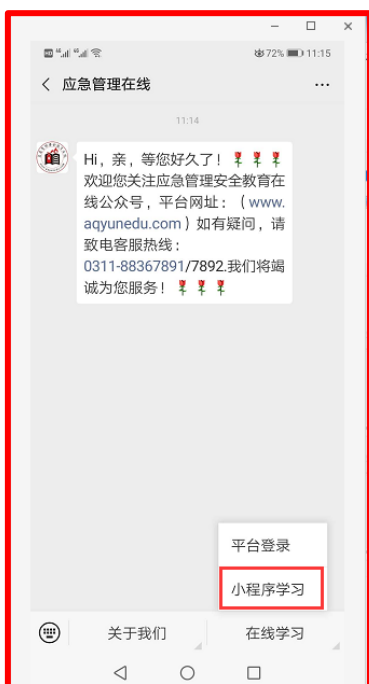 72% 11:15
应急管理在线
11:14
Hi，亲，等您好久了！
欢迎您关注应急管理安全教育在
线公众号，平台网址：（www.
aqyunedu.com）如有疑问，请
致电客服热线：
0311-88367891/7892.我们将竭
诚为您服务！
平台登录
小程序学习
关于我们
在线学习